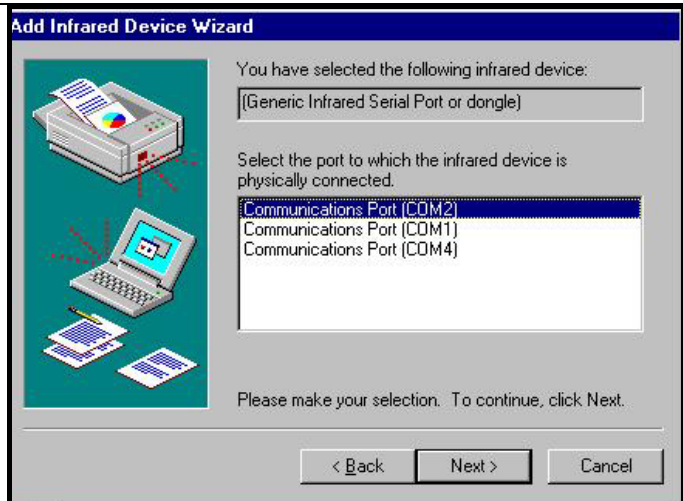 Add Infrared Device Wizard
You have selected the following infrared device:
(Generic Infrared Serial Port or dongle)
Select the port to which the infrared device is
physically connected.
Communications Port (COM2)
Communications Port (COM1)
Communications Port (COM4)
Please make your selection.  To continue, click Next.
< Back
Next >
Cancel